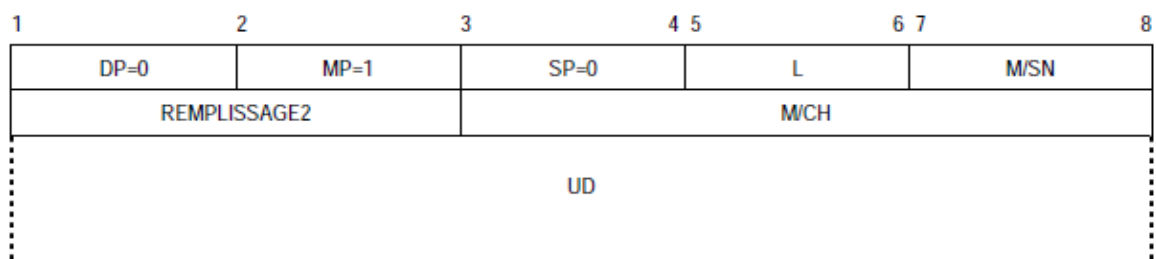 1 2 3 4 5 6 7 8
DP=0 MP=1 SP=0 L M/SN
REMPLISSAGE2 M/CH
UD